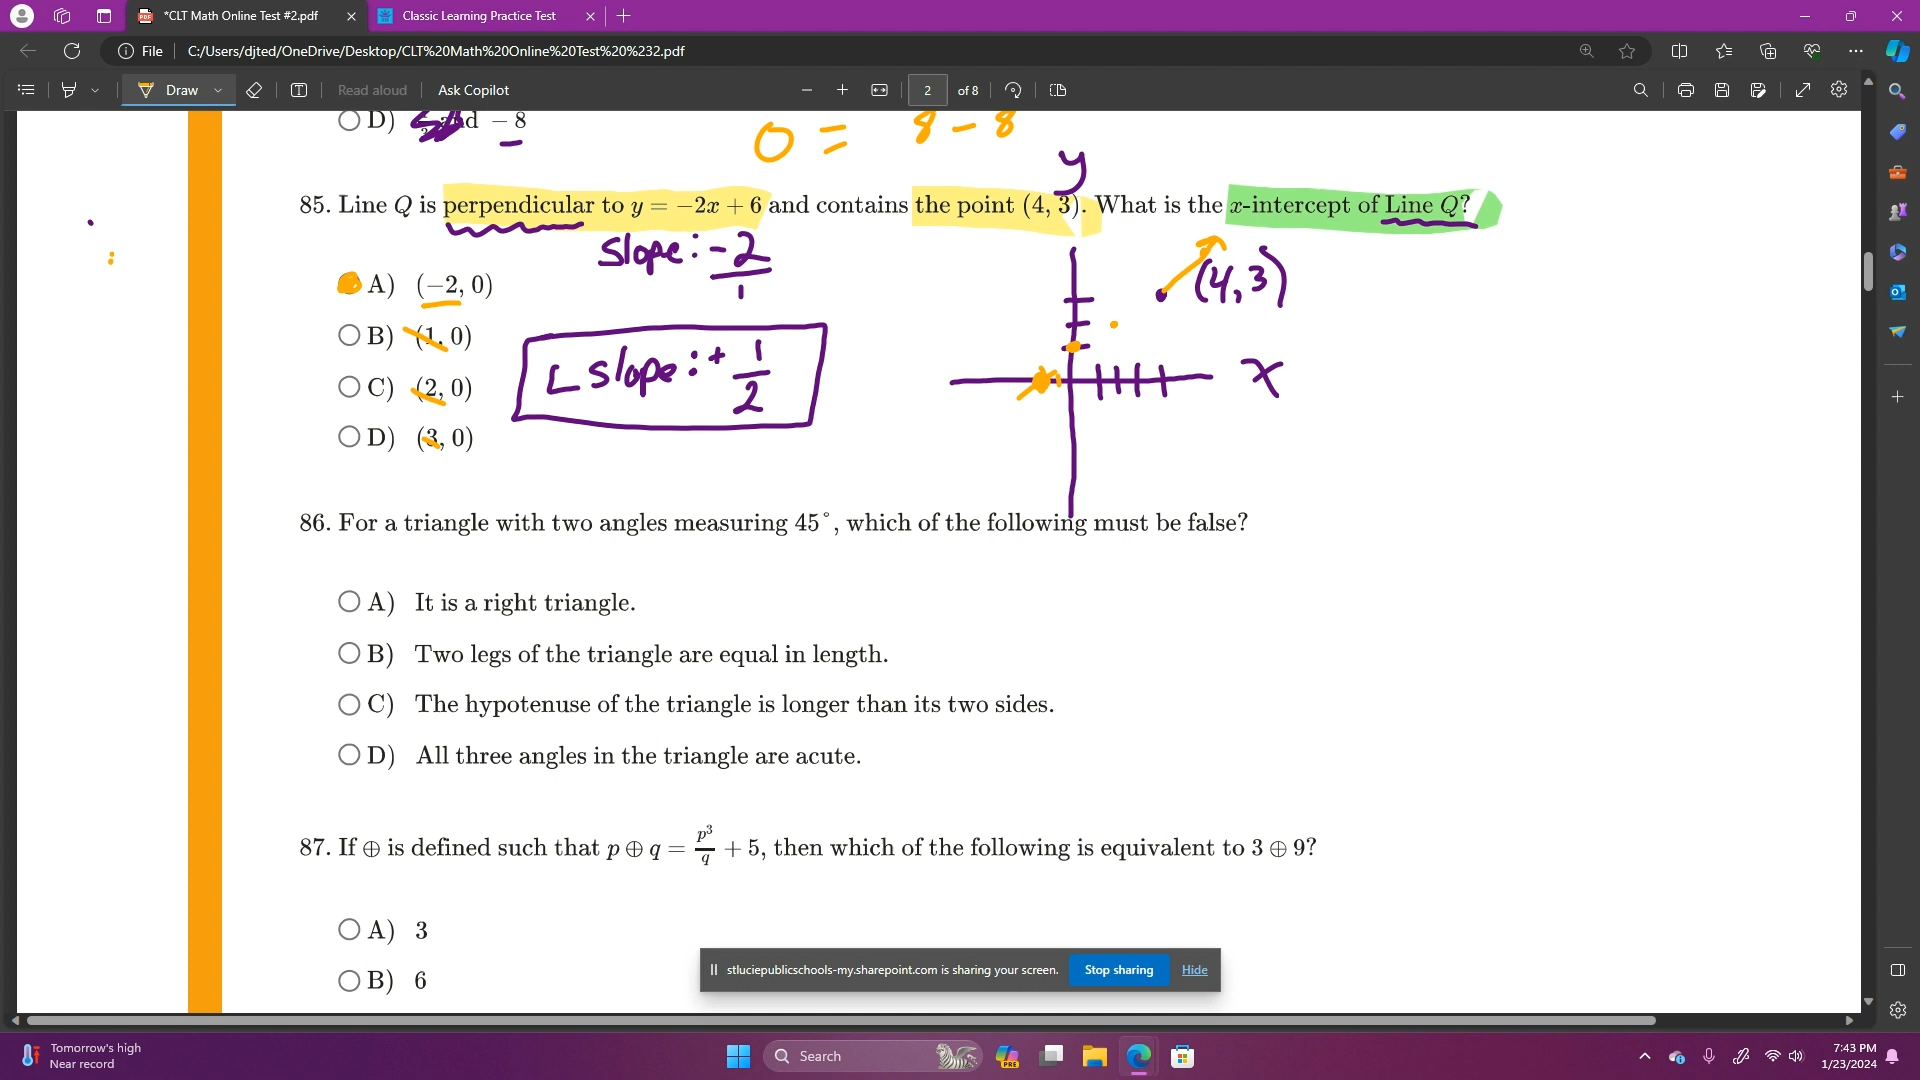 *CLT Math Online Test #2.pdf
Classic Learning Practice Test
File
C:/Users/djted/OneDrive/Desktop/CLT%20Math%20Online%20Test%20%232.pdf
Draw
Read aloud
Ask Copilot
2 of 8
D) and − 8
0 = 8 − 8
y
85. Line Q is perpendicular to y = −2x + 6 and contains the point (4, 3). What is the x-intercept of Line Q?
slope: −2/1
(4,3)
A) (−2, 0)
B) (1, 0)
⊥ slope: + 1/2
x
C) (2, 0)
D) (3, 0)
86. For a triangle with two angles measuring 45°, which of the following must be false?
A) It is a right triangle.
B) Two legs of the triangle are equal in length.
C) The hypotenuse of the triangle is longer than its two sides.
D) All three angles in the triangle are acute.
87. If ⊕ is defined such that p ⊕ q = p³/q + 5, then which of the following is equivalent to 3 ⊕ 9?
A) 3
B) 6
stluciepublicschools-my.sharepoint.com is sharing your screen.
Stop sharing
Hide
Tomorrow's high
Near record
Search
PRE
7:43 PM
1/23/2024